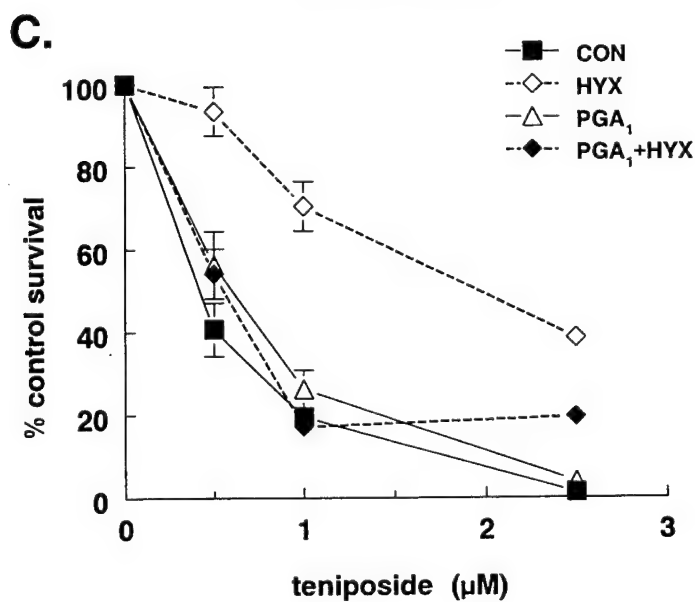 C.
CON
HYX
PGA₁
PGA₁+HYX
% control survival
100
80
60
40
20
0
0 1 2 3
teniposide (µM)